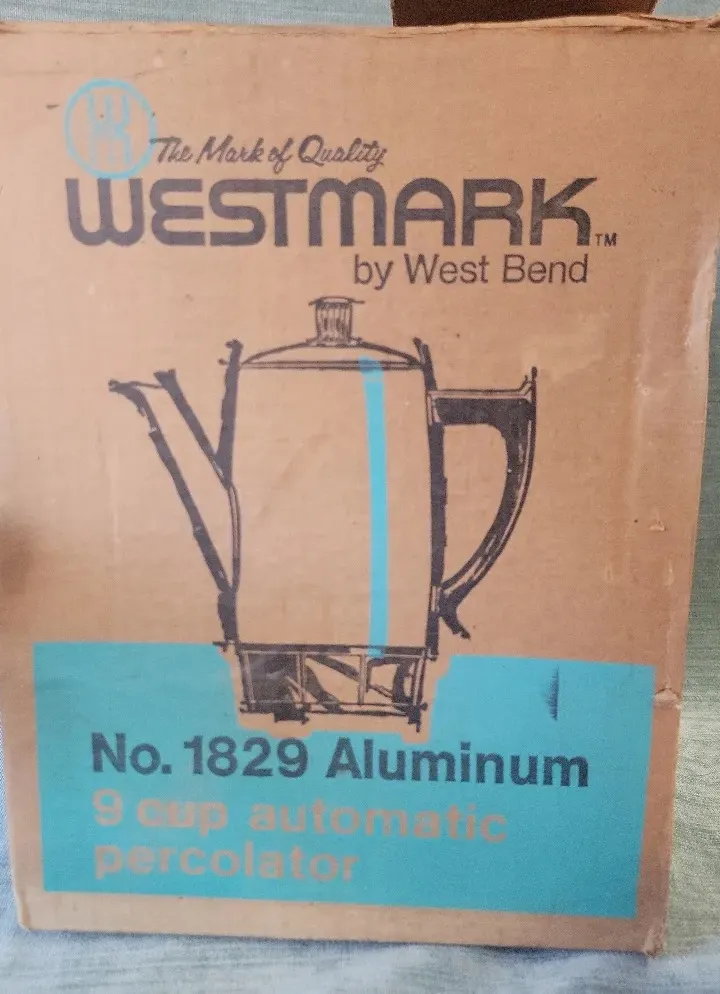 The Mark of Quality
WESTMARK™
by West Bend
No. 1829 Aluminum
9 cup automatic
percolator